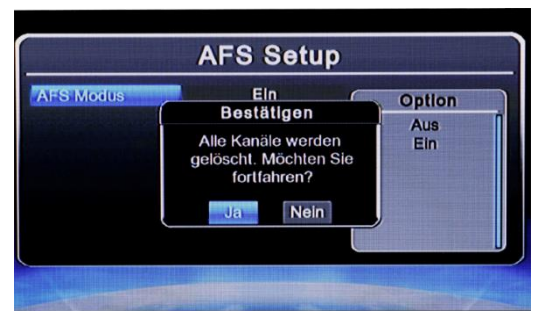 AFS Setup
AFS Modus Ein
Option
Aus
Ein
Bestätigen
Alle Kanäle werden
gelöscht. Möchten Sie
fortfahren?
Ja Nein